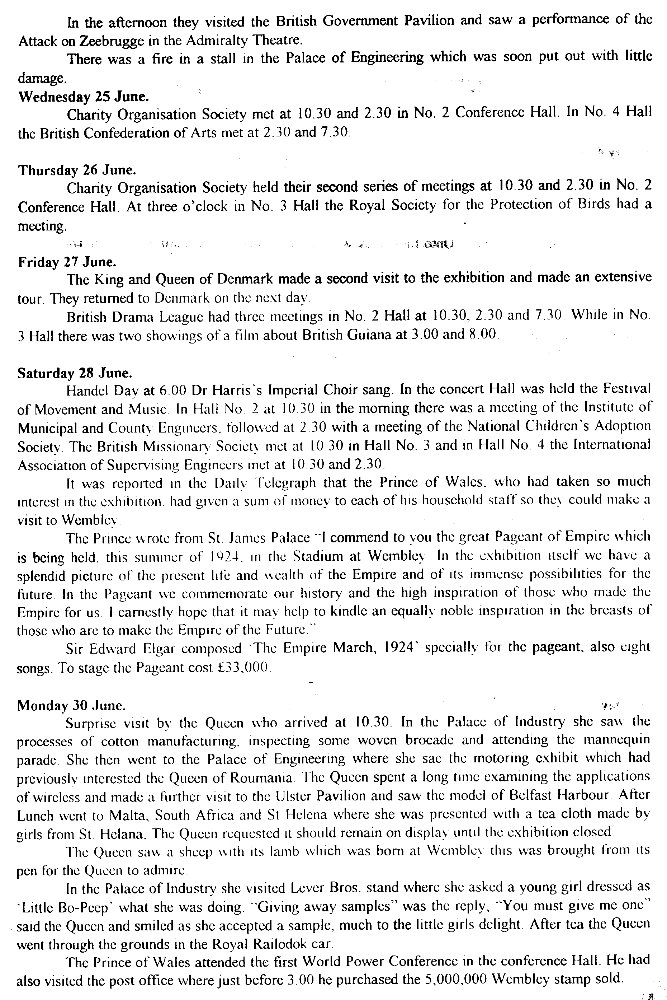 In the afternoon they visited the British Government Pavilion and saw a performance of the
Attack on Zeebrugge in the Admiralty Theatre.
There was a fire in a stall in the Palace of Engineering which was soon put out with little
damage.
Wednesday 25 June.
Charity Organisation Society met at 10.30 and 2.30 in No. 2 Conference Hall. In No. 4 Hall
the British Confederation of Arts met at 2.30 and 7.30.
Thursday 26 June.
Charity Organisation Society held their second series of meetings at 10.30 and 2.30 in No. 2
Conference Hall. At three o'clock in No. 3 Hall the Royal Society for the Protection of Birds had a
meeting.
Friday 27 June.
The King and Queen of Denmark made a second visit to the exhibition and made an extensive
tour. They returned to Denmark on the next day.
British Drama League had three meetings in No. 2 Hall at 10.30, 2.30 and 7.30. While in No.
3 Hall there was two showings of a film about British Guiana at 3.00 and 8.00.
Saturday 28 June.
Handel Day at 6.00 Dr Harris's Imperial Choir sang. In the concert Hall was held the Festival
of Movement and Music. In Hall No. 2 at 10.30 in the morning there was a meeting of the Institute of
Municipal and County Engineers, followed at 2.30 with a meeting of the National Children's Adoption
Society. The British Missionary Society met at 10.30 in Hall No. 3 and in Hall No. 4 the International
Association of Supervising Engineers met at 10.30 and 2.30.
It was reported in the Daily Telegraph that the Prince of Wales, who had taken so much
interest in the exhibition, had given a sum of money to each of his household staff so they could make a
visit to Wembley.
The Prince wrote from St. James Palace "I commend to you the great Pageant of Empire which
is being held, this summer of 1924, in the Stadium at Wembley. In the exhibition itself we have a
splendid picture of the present life and wealth of the Empire and of its immense possibilities for the
future. In the Pageant we commemorate our history and the high inspiration of those who made the
Empire for us. I earnestly hope that it may help to kindle an equally noble inspiration in the breasts of
those who are to make the Empire of the Future."
Sir Edward Elgar composed 'The Empire March, 1924' specially for the pageant, also eight
songs. To stage the Pageant cost £33,000.
Monday 30 June.
Surprise visit by the Queen who arrived at 10.30. In the Palace of Industry she saw the
processes of cotton manufacturing, inspecting some woven brocade and attending the mannequin
parade. She then went to the Palace of Engineering where she sae the motoring exhibit which had
previously interested the Queen of Roumania. The Queen spent a long time examining the applications
of wireless and made a further visit to the Ulster Pavilion and saw the model of Belfast Harbour. After
Lunch went to Malta, South Africa and St Helena where she was presented with a tea cloth made by
girls from St. Helana, The Queen requested it should remain on display until the exhibition closed.
The Queen saw a sheep with its lamb which was born at Wembley this was brought from its
pen for the Queen to admire.
In the Palace of Industry she visited Lever Bros. stand where she asked a young girl dressed as
'Little Bo-Peep' what she was doing. "Giving away samples" was the reply, "You must give me one"
said the Queen and smiled as she accepted a sample, much to the little girls delight. After tea the Queen
went through the grounds in the Royal Railodok car.
The Prince of Wales attended the first World Power Conference in the conference Hall. He had
also visited the post office where just before 3.00 he purchased the 5,000,000 Wembley stamp sold.